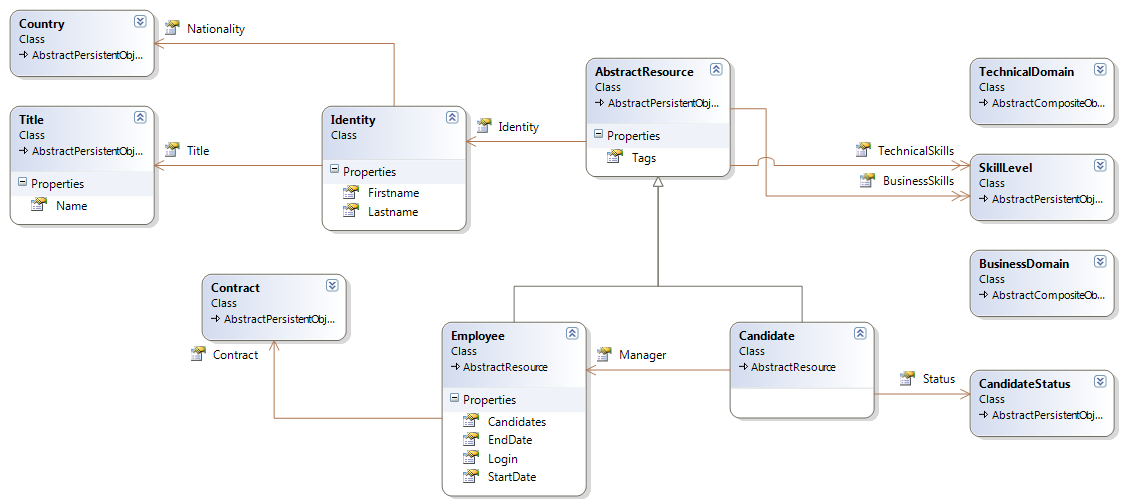 Country
Class
AbstractPersistentObj...
Nationality
Title
Class
AbstractPersistentObj...
Properties
Name
Title
Identity
Class
Properties
Firstname
Lastname
Identity
AbstractResource
Class
AbstractPersistentObj...
Properties
Tags
TechnicalDomain
Class
AbstractCompositeOb...
TechnicalSkills
BusinessSkills
SkillLevel
Class
AbstractPersistentObj...
BusinessDomain
Class
AbstractCompositeOb...
Contract
Class
AbstractPersistentObj...
Contract
Employee
Class
AbstractResource
Properties
Candidates
EndDate
Login
StartDate
Manager
Candidate
Class
AbstractResource
Status
CandidateStatus
Class
AbstractPersistentObj...